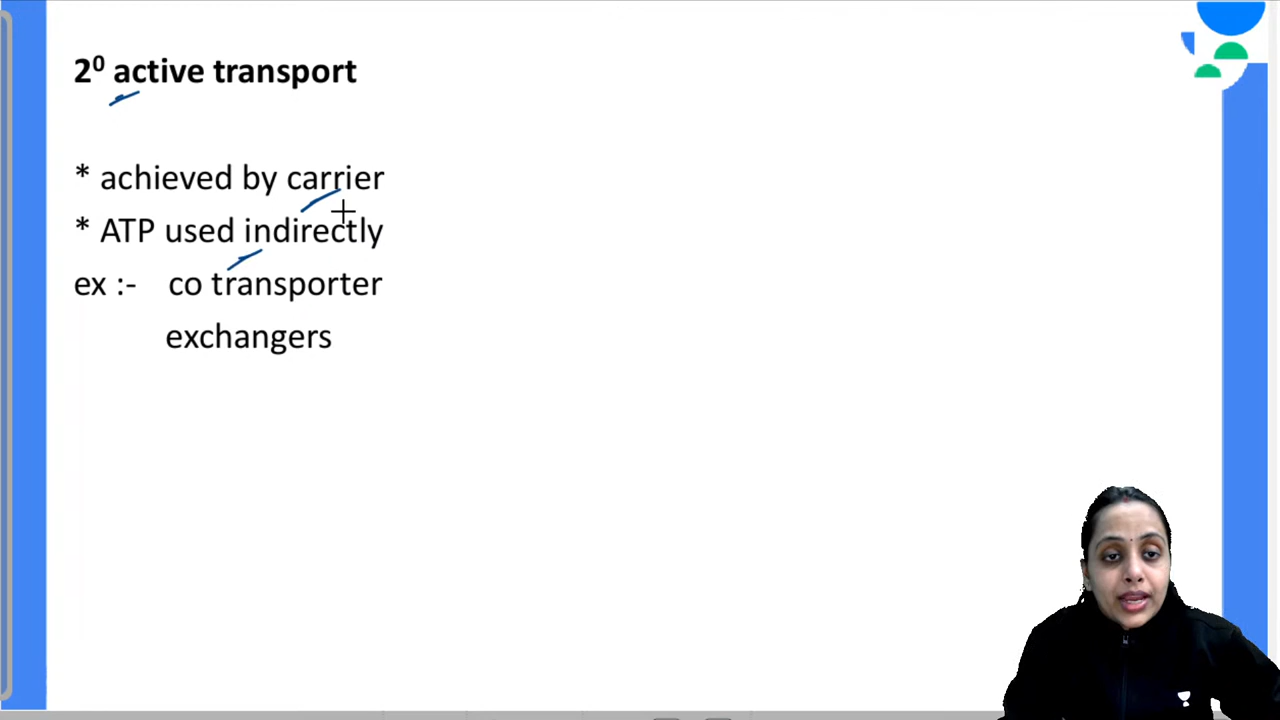 2⁰ active transport
* achieved by carrier
* ATP used indirectly
ex :- co transporter
exchangers